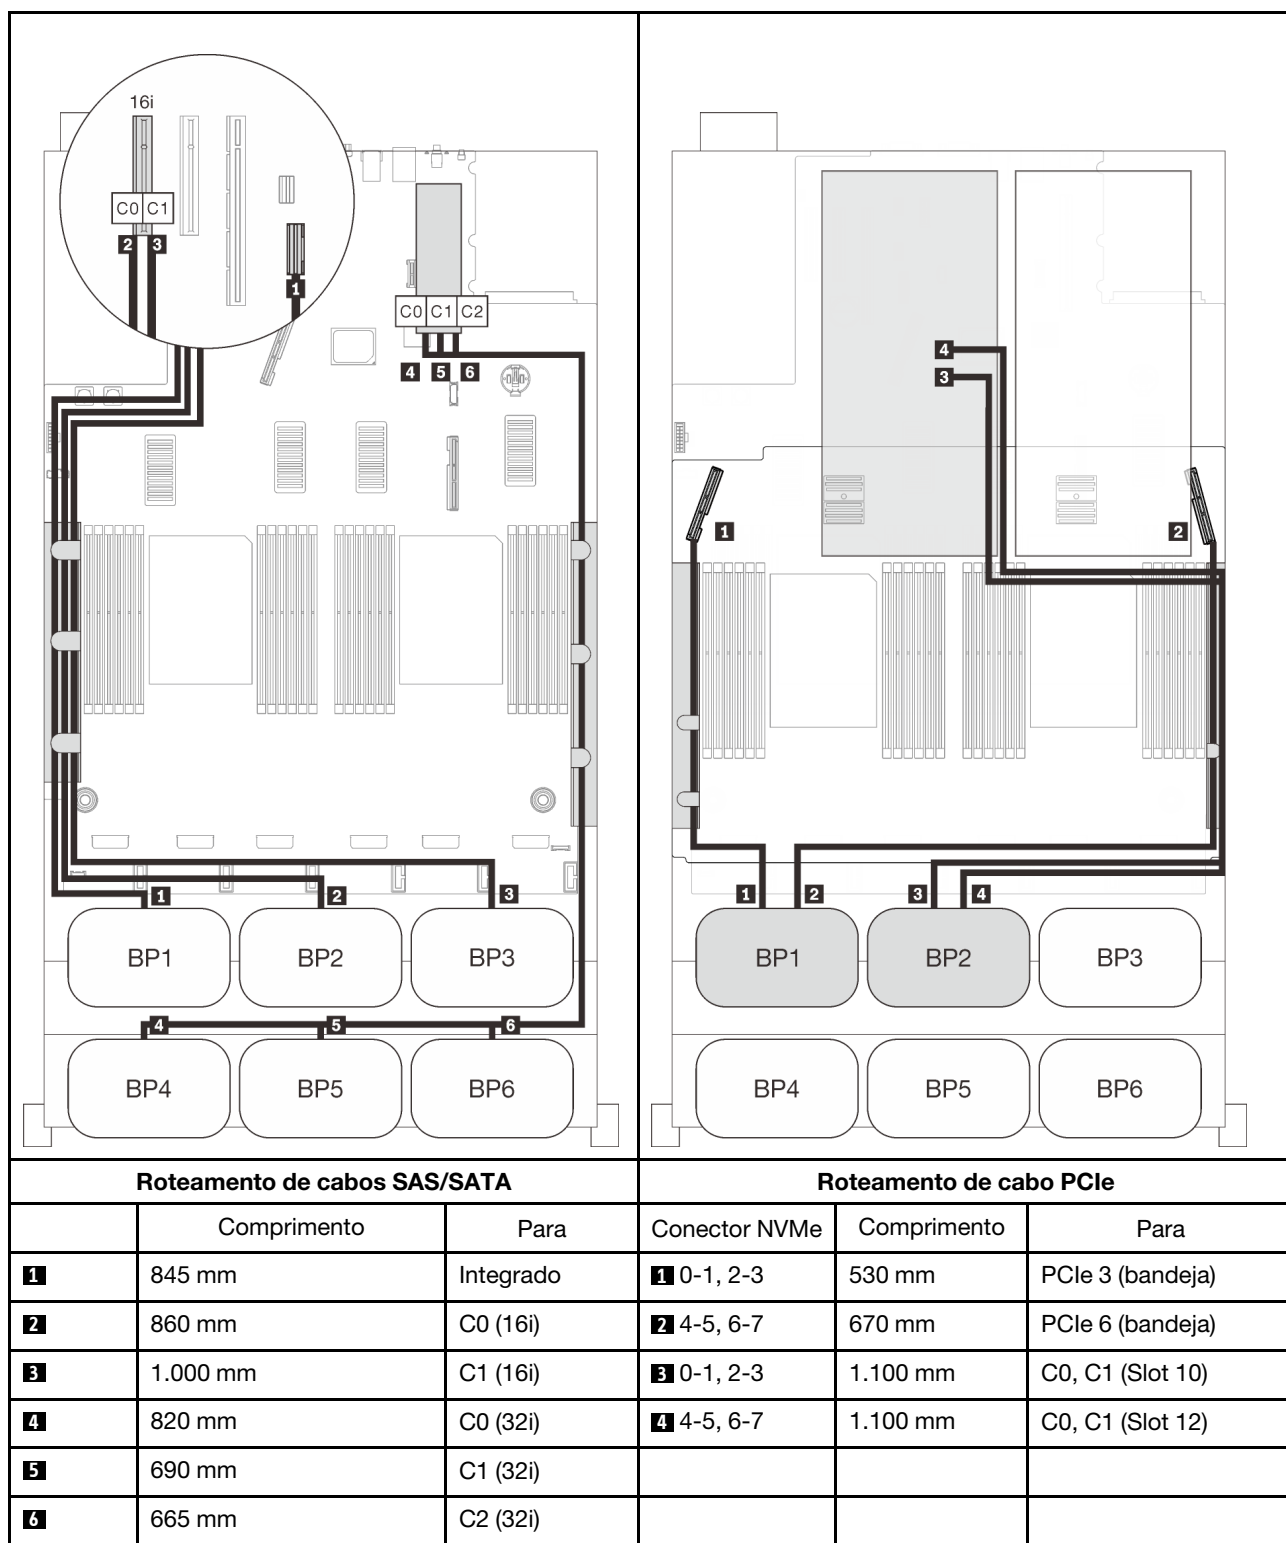 16i
C0 C1
2 3
1
C0 C1 C2
4 5 6
1
2
3
BP1
BP2
BP3
4
5
6
BP4
BP5
BP6
4
3
1
2
1
2
3
4
BP1
BP2
BP3
BP4
BP5
BP6
Roteamento de cabos SAS/SATA
Roteamento de cabo PCIe
Comprimento Para Conector NVMe Comprimento Para
1 845 mm Integrado 1 0-1, 2-3 530 mm PCIe 3 (bandeja)
2 860 mm C0 (16i) 2 4-5, 6-7 670 mm PCIe 6 (bandeja)
3 1.000 mm C1 (16i) 3 0-1, 2-3 1.100 mm C0, C1 (Slot 10)
4 820 mm C0 (32i) 4 4-5, 6-7 1.100 mm C0, C1 (Slot 12)
5 690 mm C1 (32i)
6 665 mm C2 (32i)